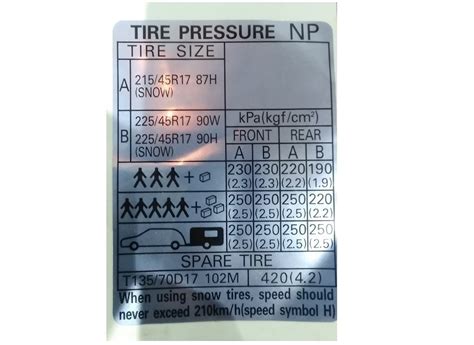 TIRE PRESSURE NP
TIRE SIZE
A 215/45R17 87H
(SNOW)
B 225/45R17 90W
225/45R17 90H
(SNOW)
kPa(kgf/cm²)
FRONT REAR
A B A B
230 230 220 190
(2.3) (2.3) (2.2) (1.9)
250 250 250 220
(2.5) (2.5) (2.5) (2.2)
250 250 250 250
(2.5) (2.5) (2.5) (2.5)
SPARE TIRE
T135/70D17 102M 420(4.2)
When using snow tires, speed should
never exceed 210km/h(speed symbol H)